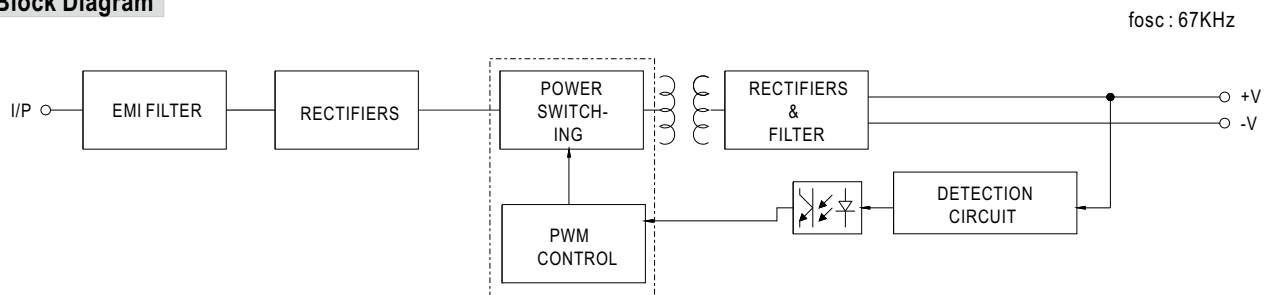 Block Diagram
fosc : 67KHz
I/P
EMI FILTER
RECTIFIERS
POWER
SWITCH-
ING
RECTIFIERS
&
FILTER
+V
-V
DETECTION
CIRCUIT
PWM
CONTROL